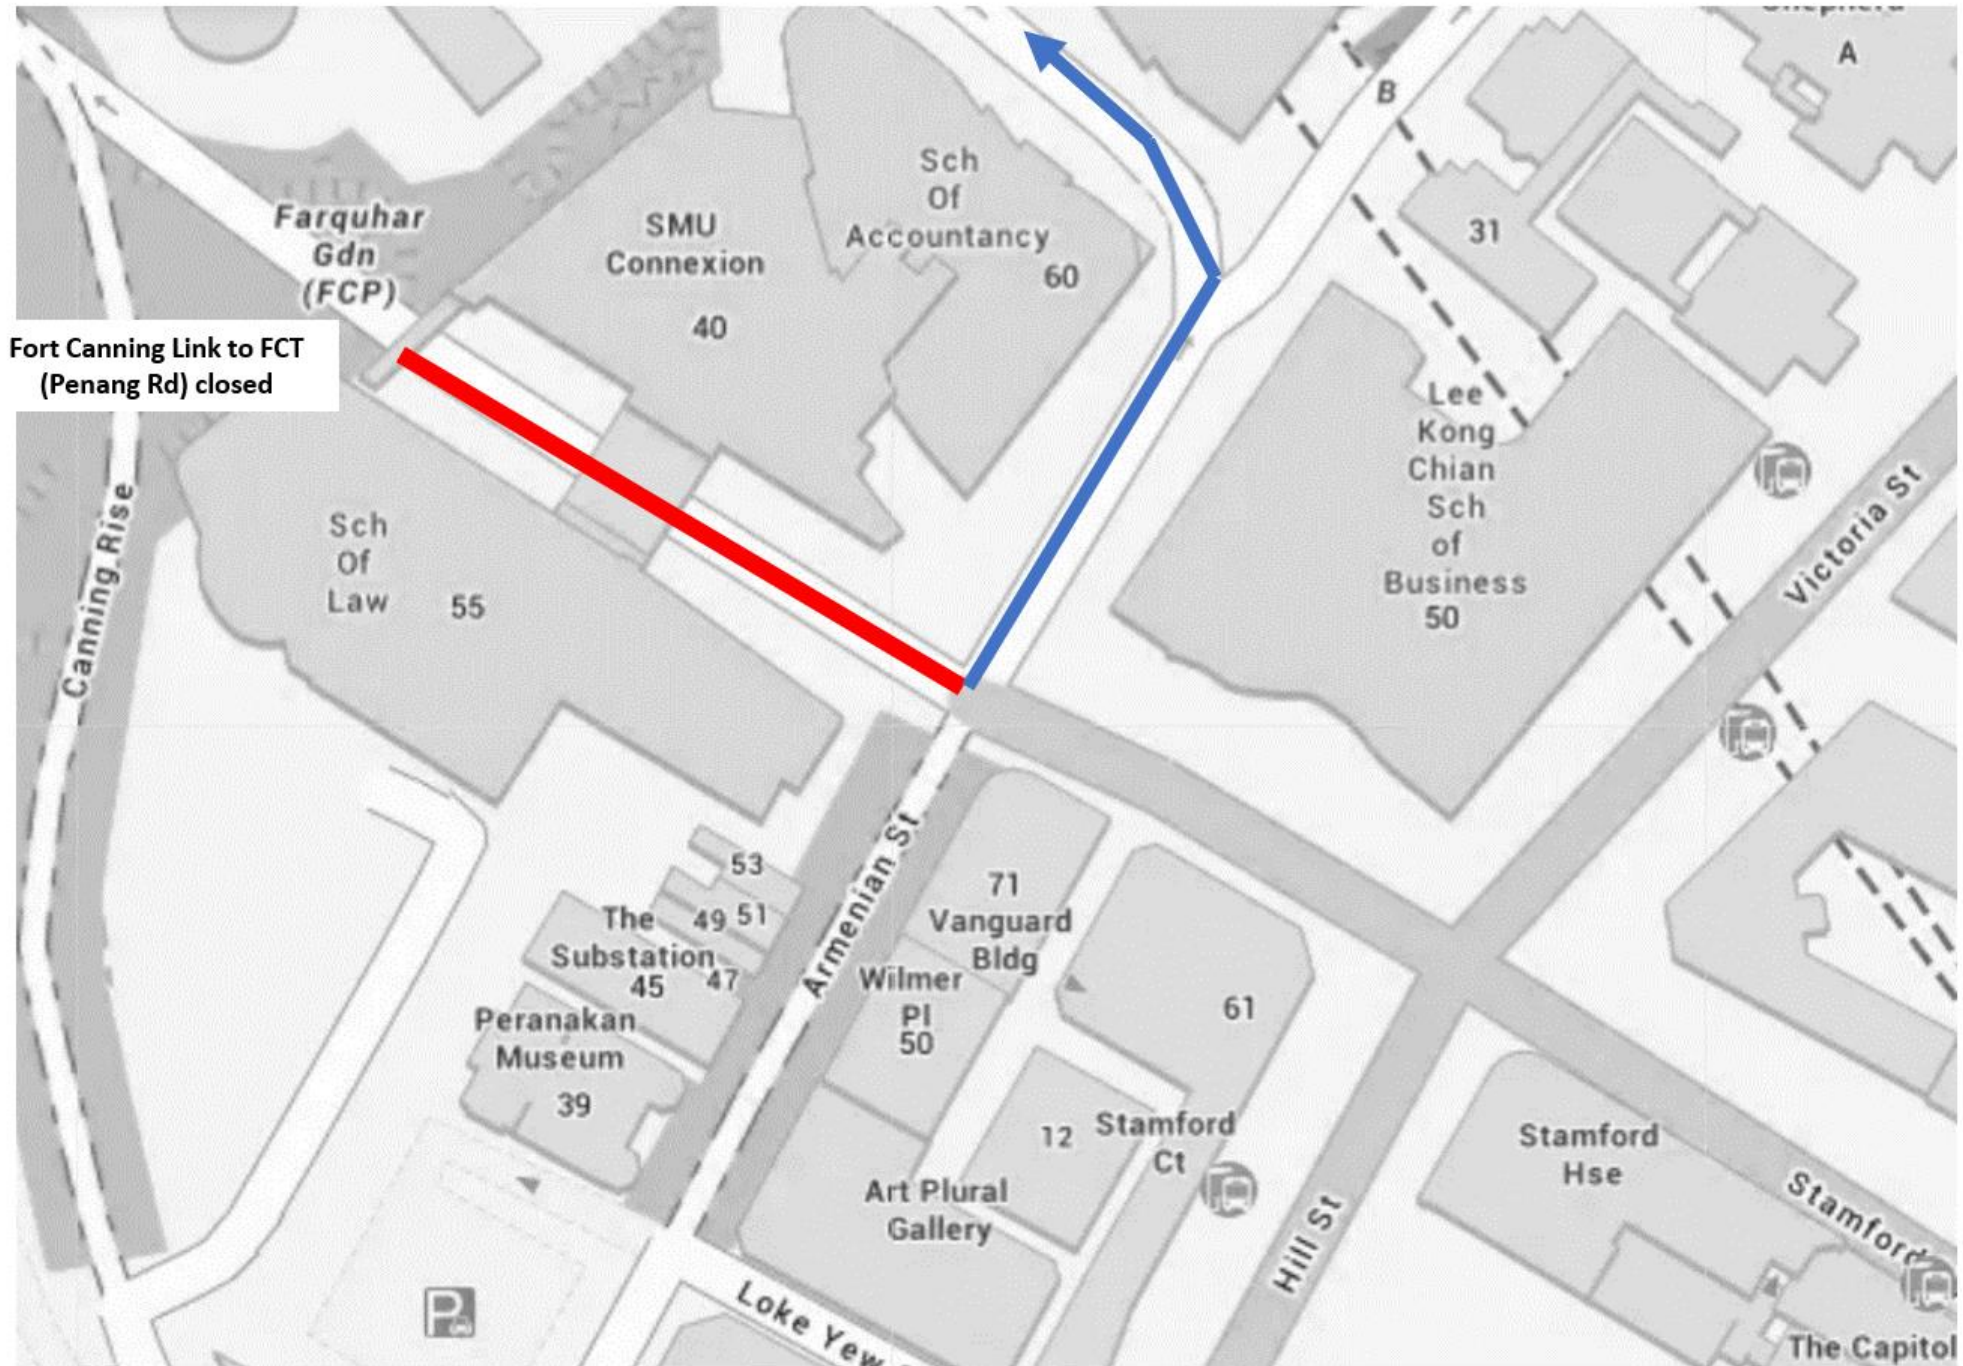 Shepherd
A
B
Sch
Of
Accountancy
60
Farquhar
Gdn
(FCP)
SMU
Connexion
40
31
Fort Canning Link to FCT
(Penang Rd) closed
Lee
Kong
Chian
Sch
of
Business
50
Victoria St
Canning Rise
Sch
Of
Law 55
Armenian St
53
49 51
The
Substation
45 47
71
Vanguard
Bldg
Wilmer
Pl
50
61
Peranakan
Museum
39
12
Stamford
Ct
Stamford
Hse
Art Plural
Gallery
Hill St
Stamford
P
Loke Yew
The Capitol